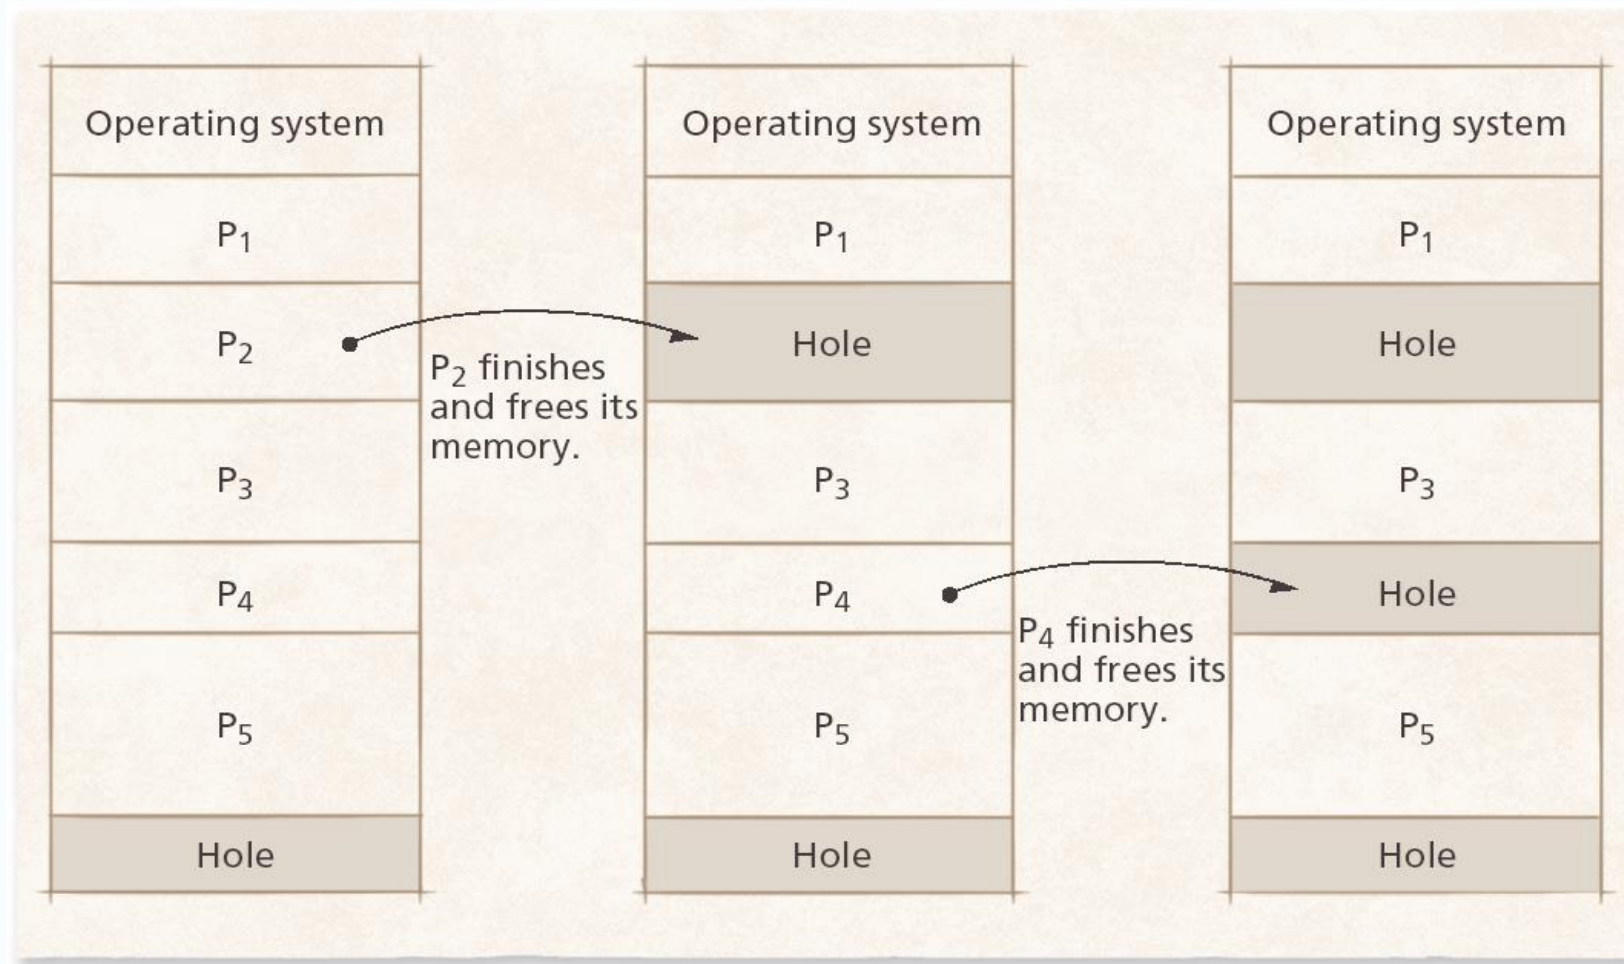 Operating system
P1
P2
P3
P4
P5
Hole
P2 finishes
and frees its
memory.
Operating system
P1
Hole
P3
P4
P5
Hole
P4 finishes
and frees its
memory.
Operating system
P1
Hole
P3
Hole
P5
Hole